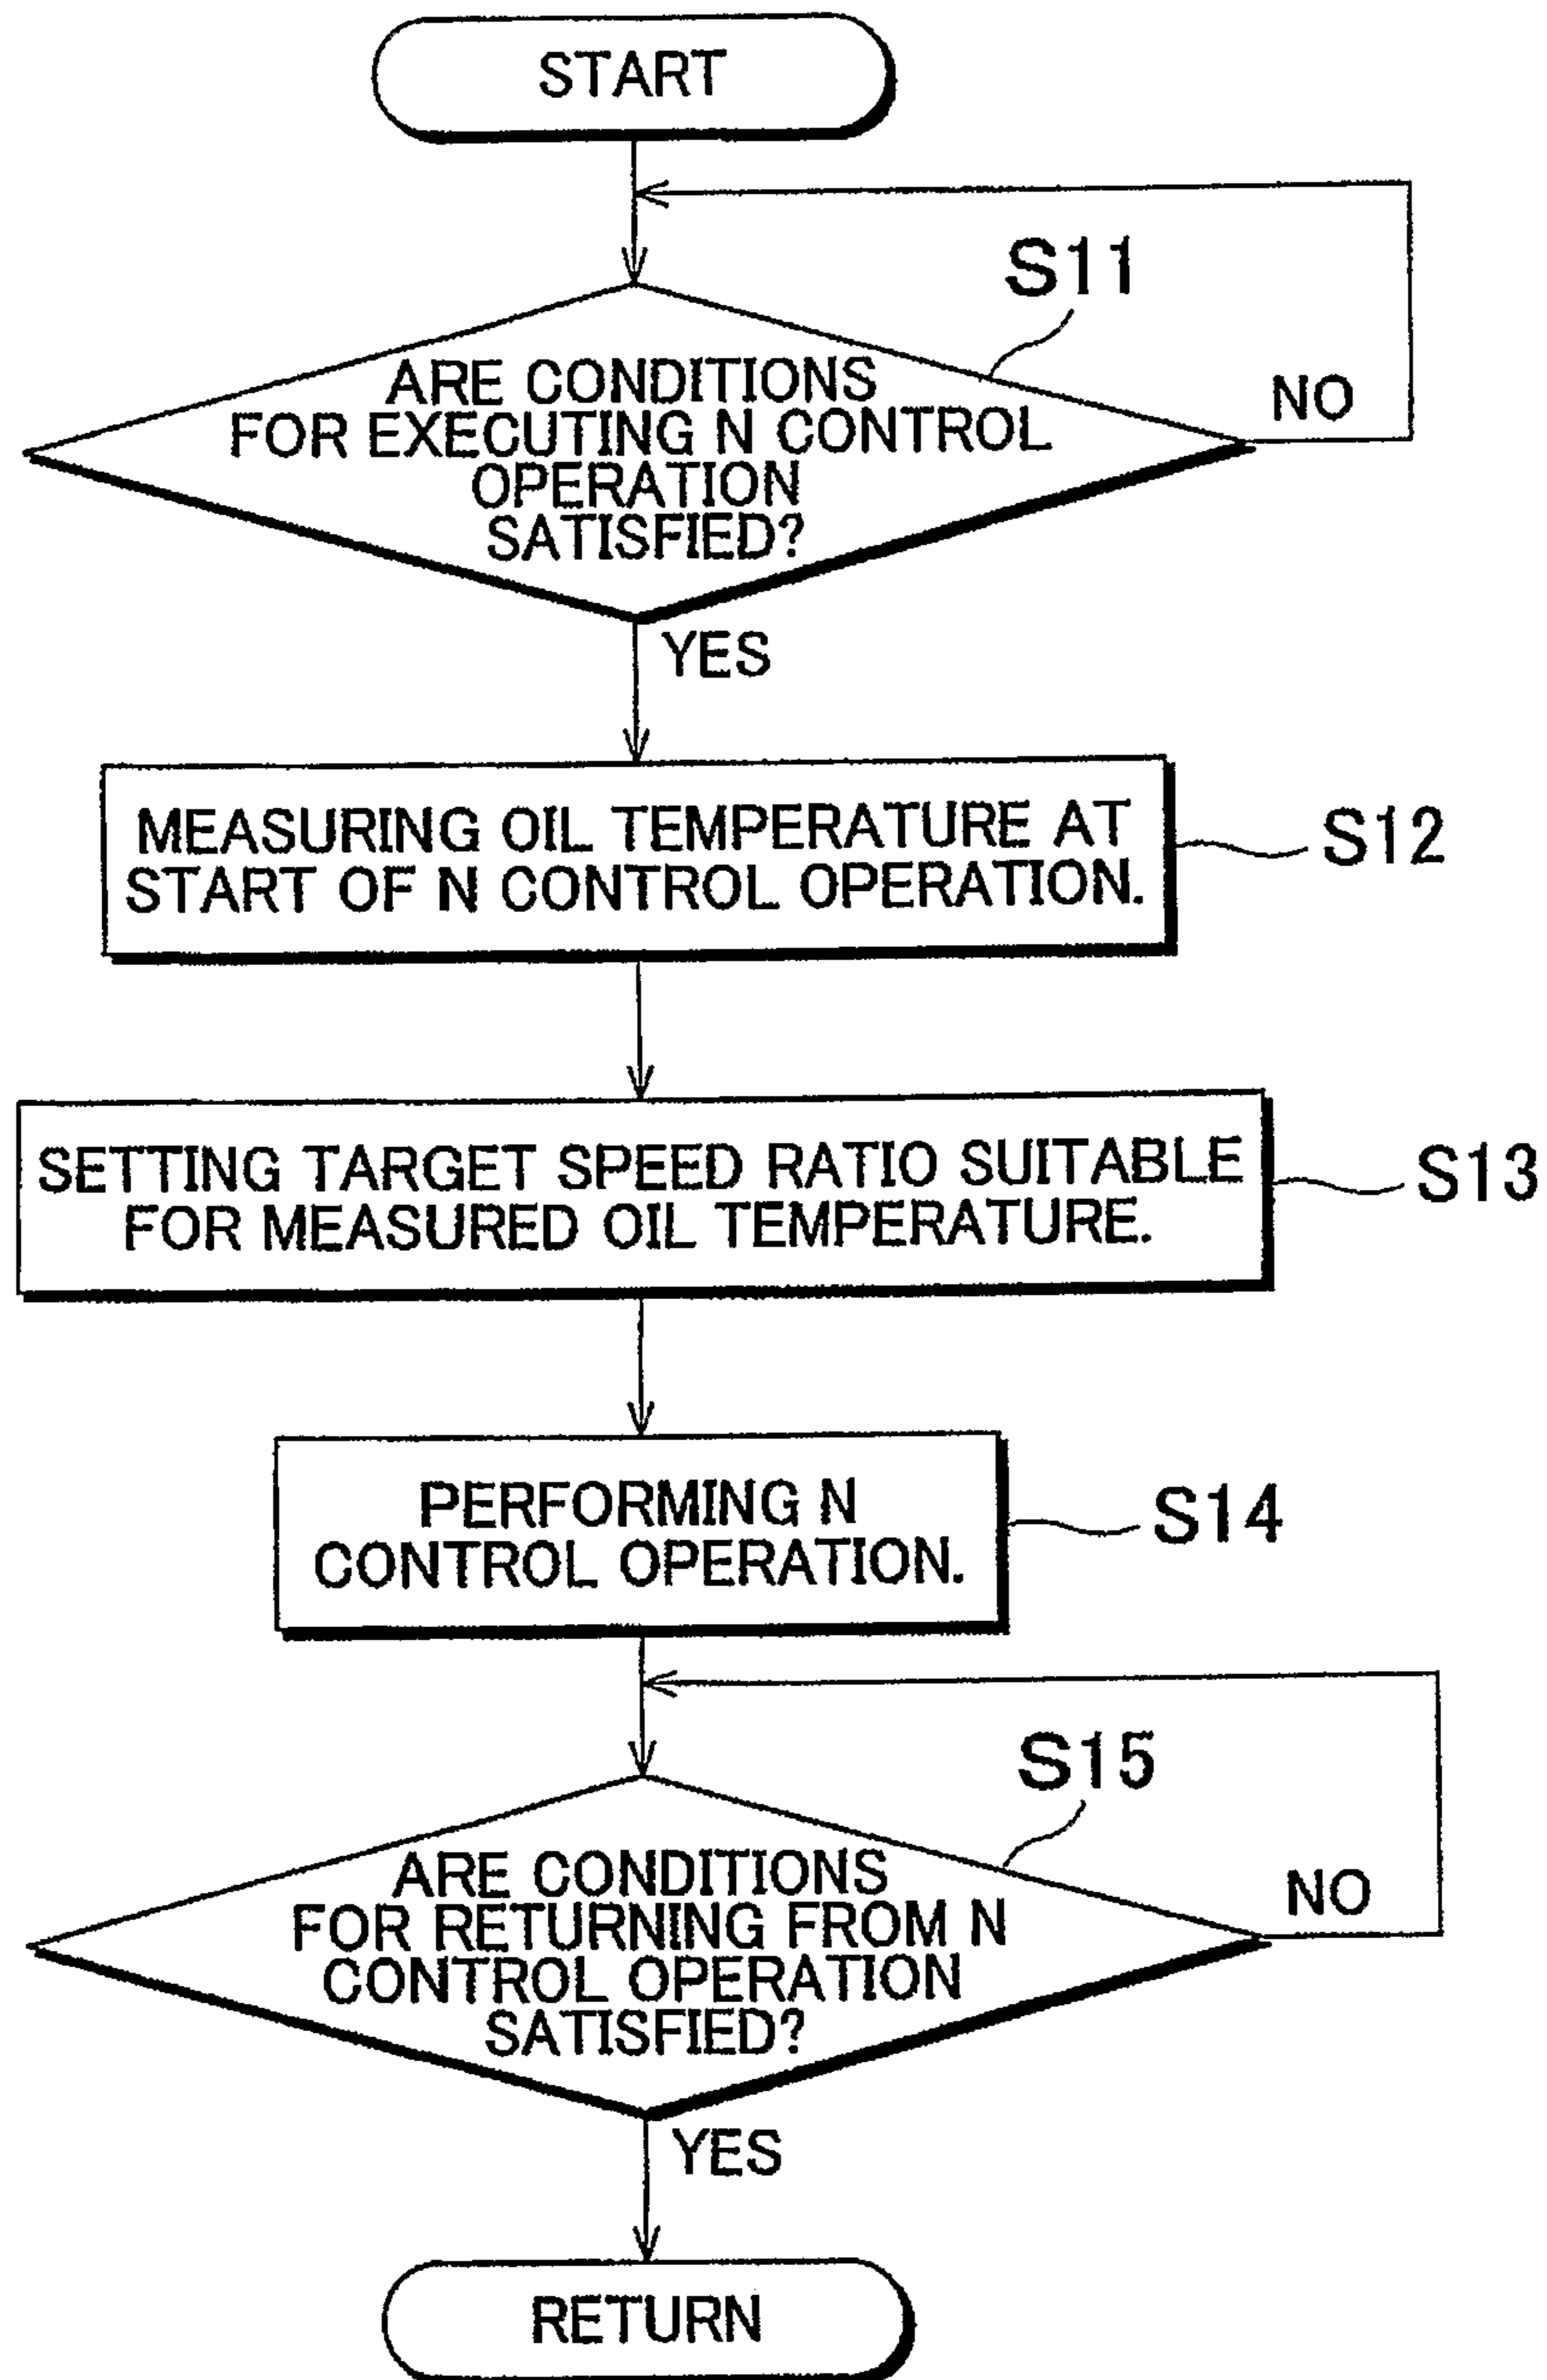 START
S11
ARE CONDITIONS
FOR EXECUTING N CONTROL
OPERATION
SATISFIED?
NO
YES
MEASURING OIL TEMPERATURE AT
START OF N CONTROL OPERATION.
S12
SETTING TARGET SPEED RATIO SUITABLE
FOR MEASURED OIL TEMPERATURE.
S13
PERFORMING N
CONTROL OPERATION.
S14
S15
ARE CONDITIONS
FOR RETURNING FROM N
CONTROL OPERATION
SATISFIED?
NO
YES
RETURN